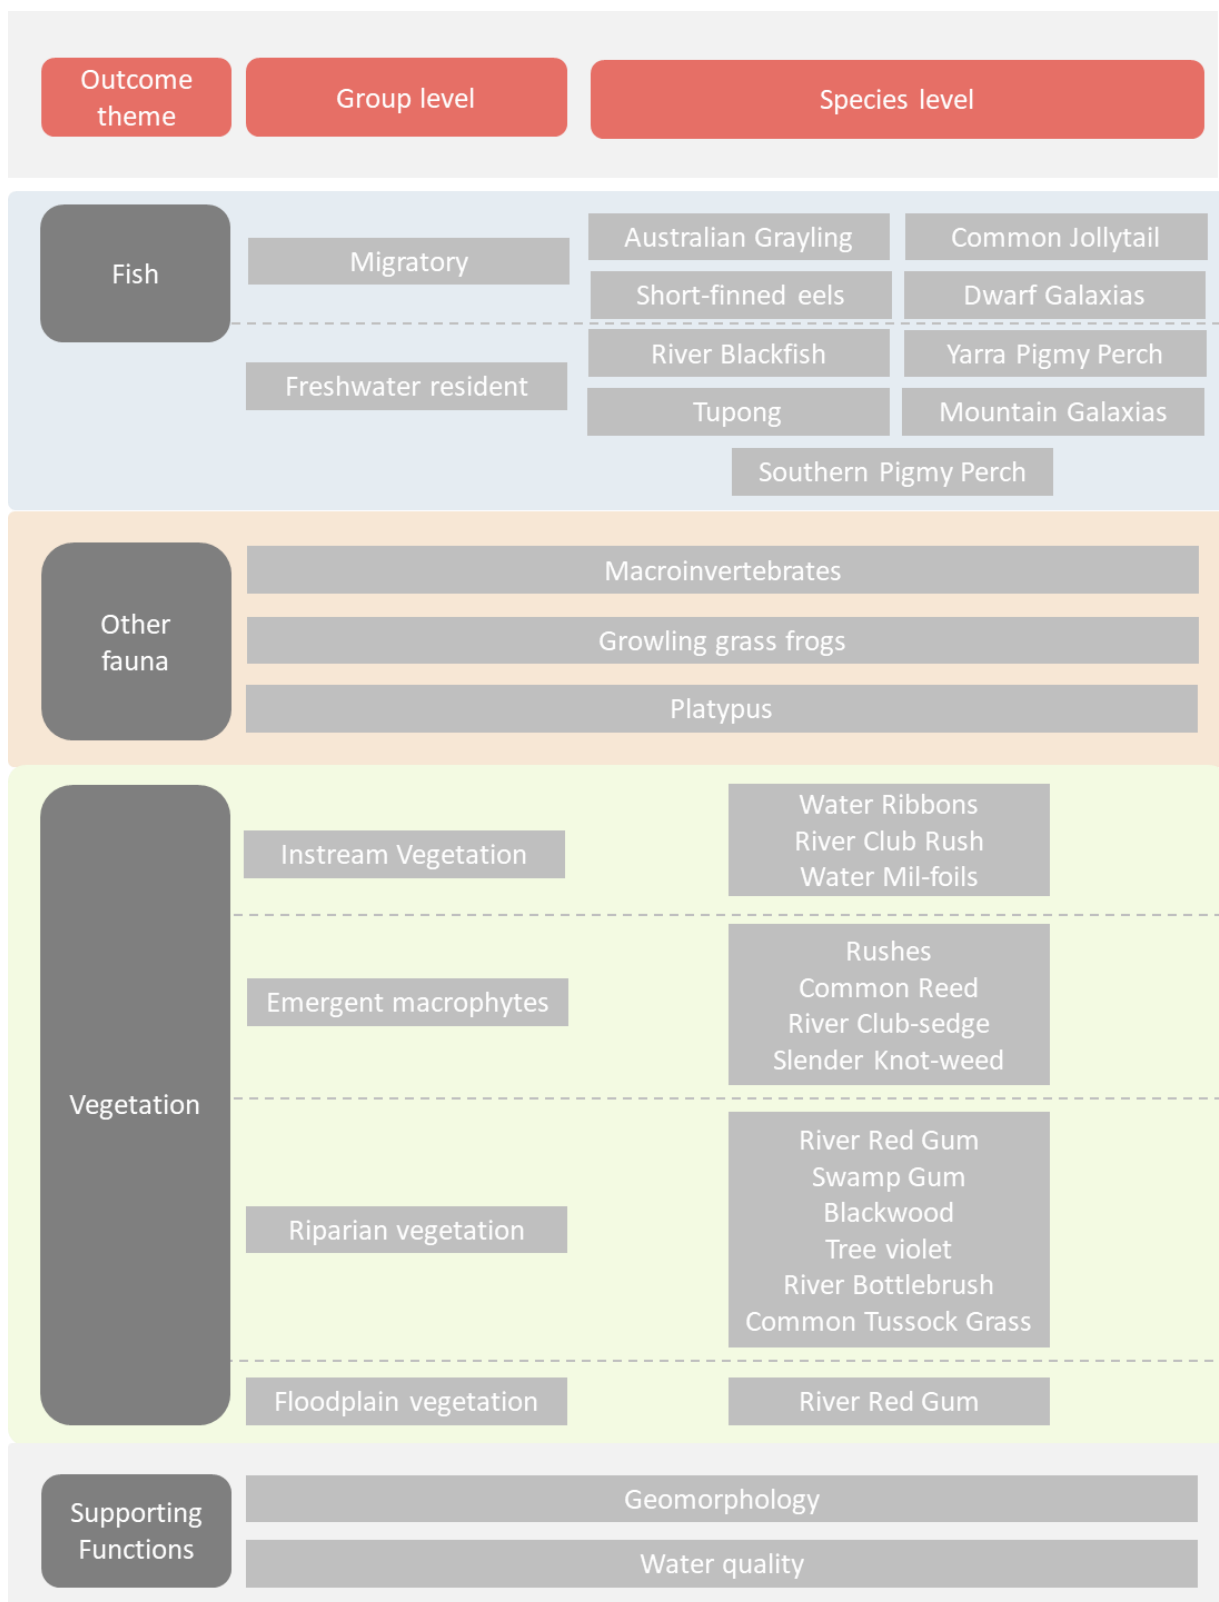 Outcome
theme
Group level
Species level
Fish
Migratory
Australian Grayling
Common Jollytail
Short-finned eels
Dwarf Galaxias
Freshwater resident
River Blackfish
Yarra Pigmy Perch
Tupong
Mountain Galaxias
Southern Pigmy Perch
Other
fauna
Macroinvertebrates
Growling grass frogs
Platypus
Vegetation
Instream Vegetation
Water Ribbons
River Club Rush
Water Mil-foils
Emergent macrophytes
Rushes
Common Reed
River Club-sedge
Slender Knot-weed
Riparian vegetation
River Red Gum
Swamp Gum
Blackwood
Tree violet
River Bottlebrush
Common Tussock Grass
Floodplain vegetation
River Red Gum
Supporting
Functions
Geomorphology
Water quality